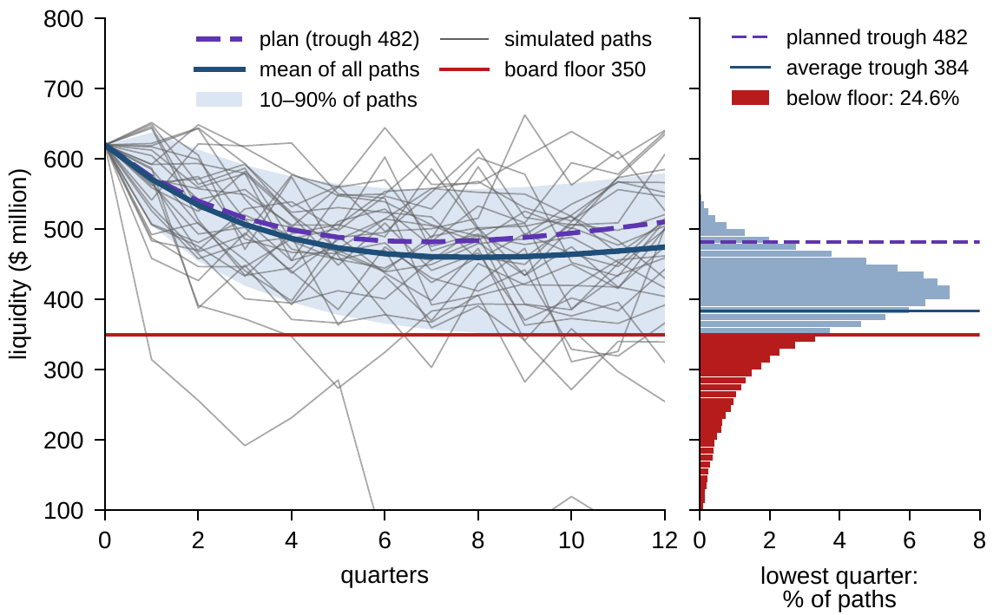 800
700
600
500
400
300
200
100
liquidity ($ million)
plan (trough 482)
mean of all paths
10–90% of paths
simulated paths
board floor 350
0 2 4 6 8 10 12
quarters
planned trough 482
average trough 384
below floor: 24.6%
0 2 4 6 8
lowest quarter:
% of paths